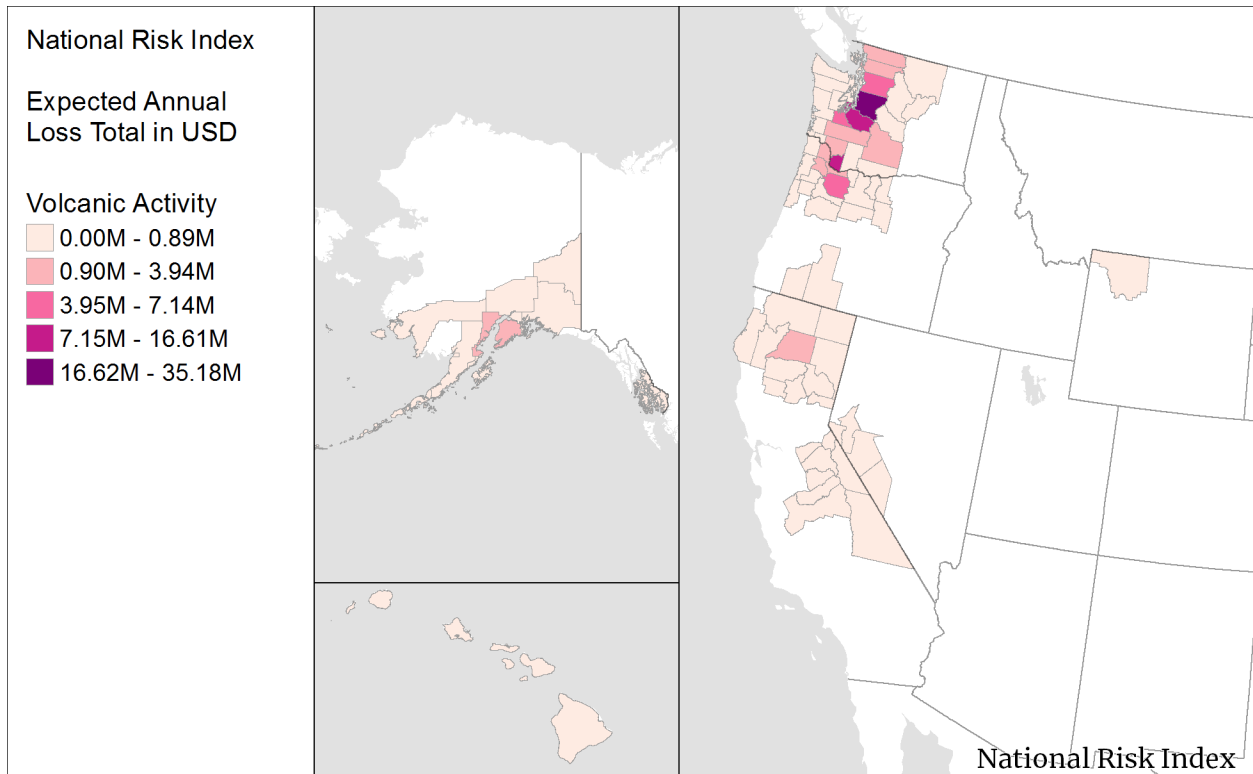 National Risk Index
Expected Annual
Loss Total in USD
Volcanic Activity
0.00M - 0.89M
0.90M - 3.94M
3.95M - 7.14M
7.15M - 16.61M
16.62M - 35.18M
National Risk Index